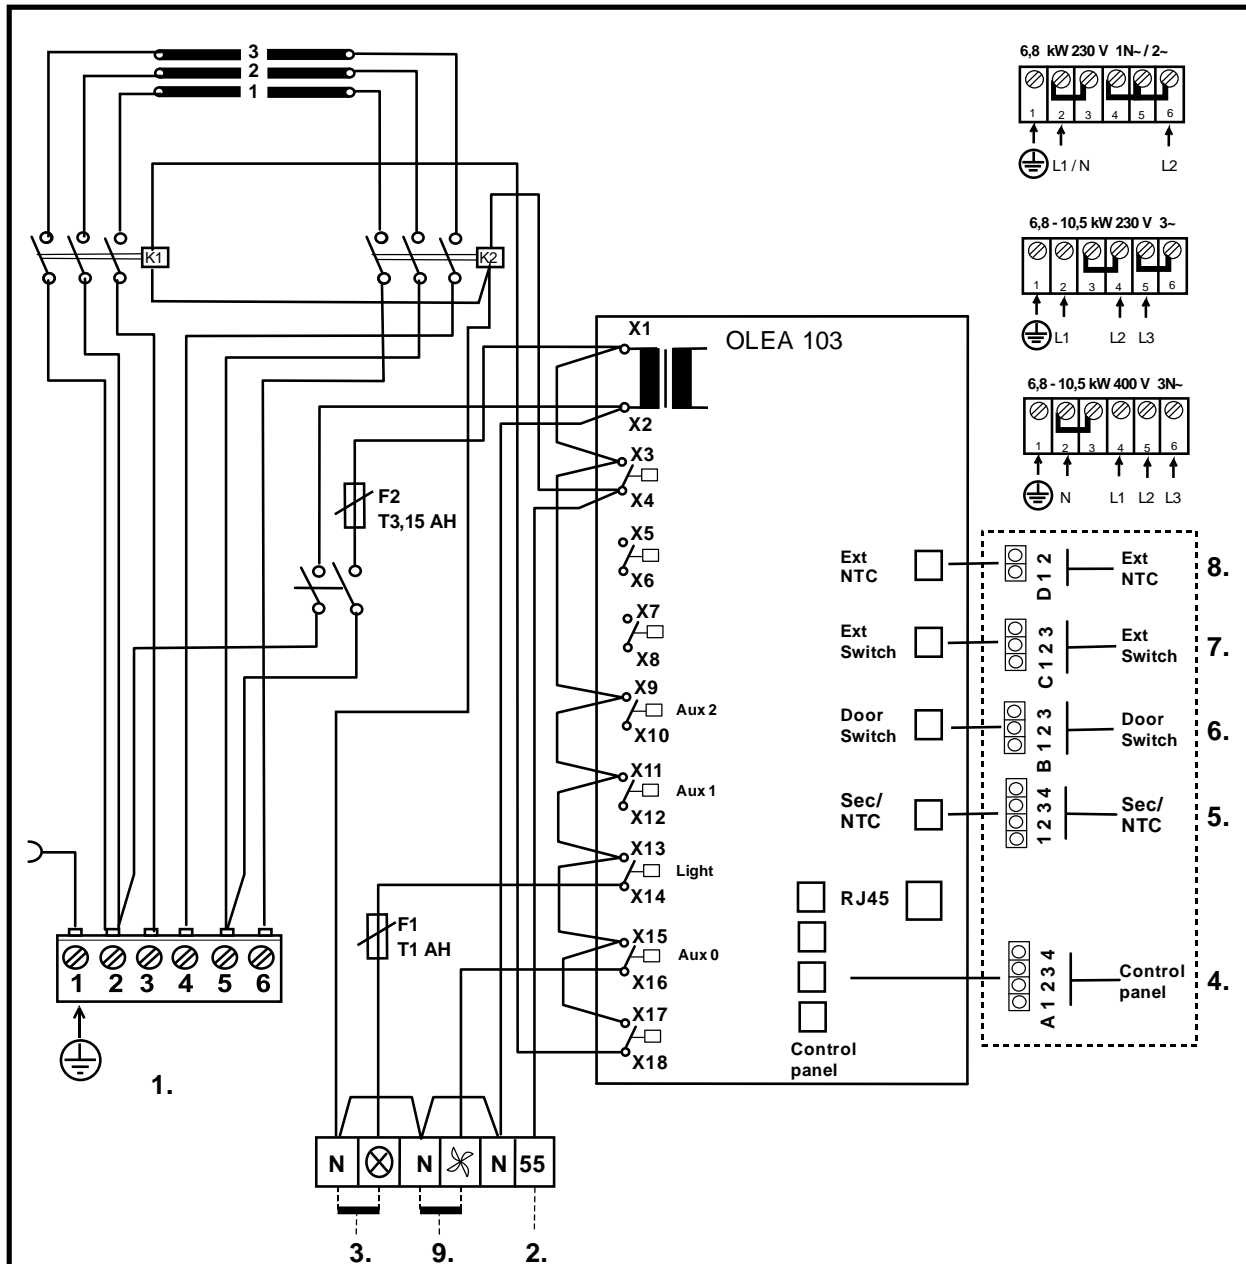 3
2
1
K1
K2
6,8 kW 230 V 1N~ / 2~
1 2 3 4 5 6
L1 / N L2
6,8 - 10,5 kW 230 V 3~
1 2 3 4 5 6
L1 L2 L3
6,8 - 10,5 kW 400 V 3N~
1 2 3 4 5 6
N L1 L2 L3
OLEA 103
X1
X2
X3
X4
X5
X6
X7
X8
X9
Aux 2
X10
X11
Aux 1
X12
X13
Light
X14
X15
Aux 0
X16
X17
X18
F2
T3,15 AH
F1
T1 AH
Ext
NTC
D 1 2
Ext
NTC
8.
Ext
Switch
C 1 2 3
Ext
Switch
7.
Door
Switch
B 1 2 3
Door
Switch
6.
Sec/
NTC
1 2 3 4
Sec/
NTC
5.
RJ45
A 1 2 3 4
Control
panel
4.
Control
panel
1 2 3 4 5 6
1.
N N N 55
3. 9. 2.